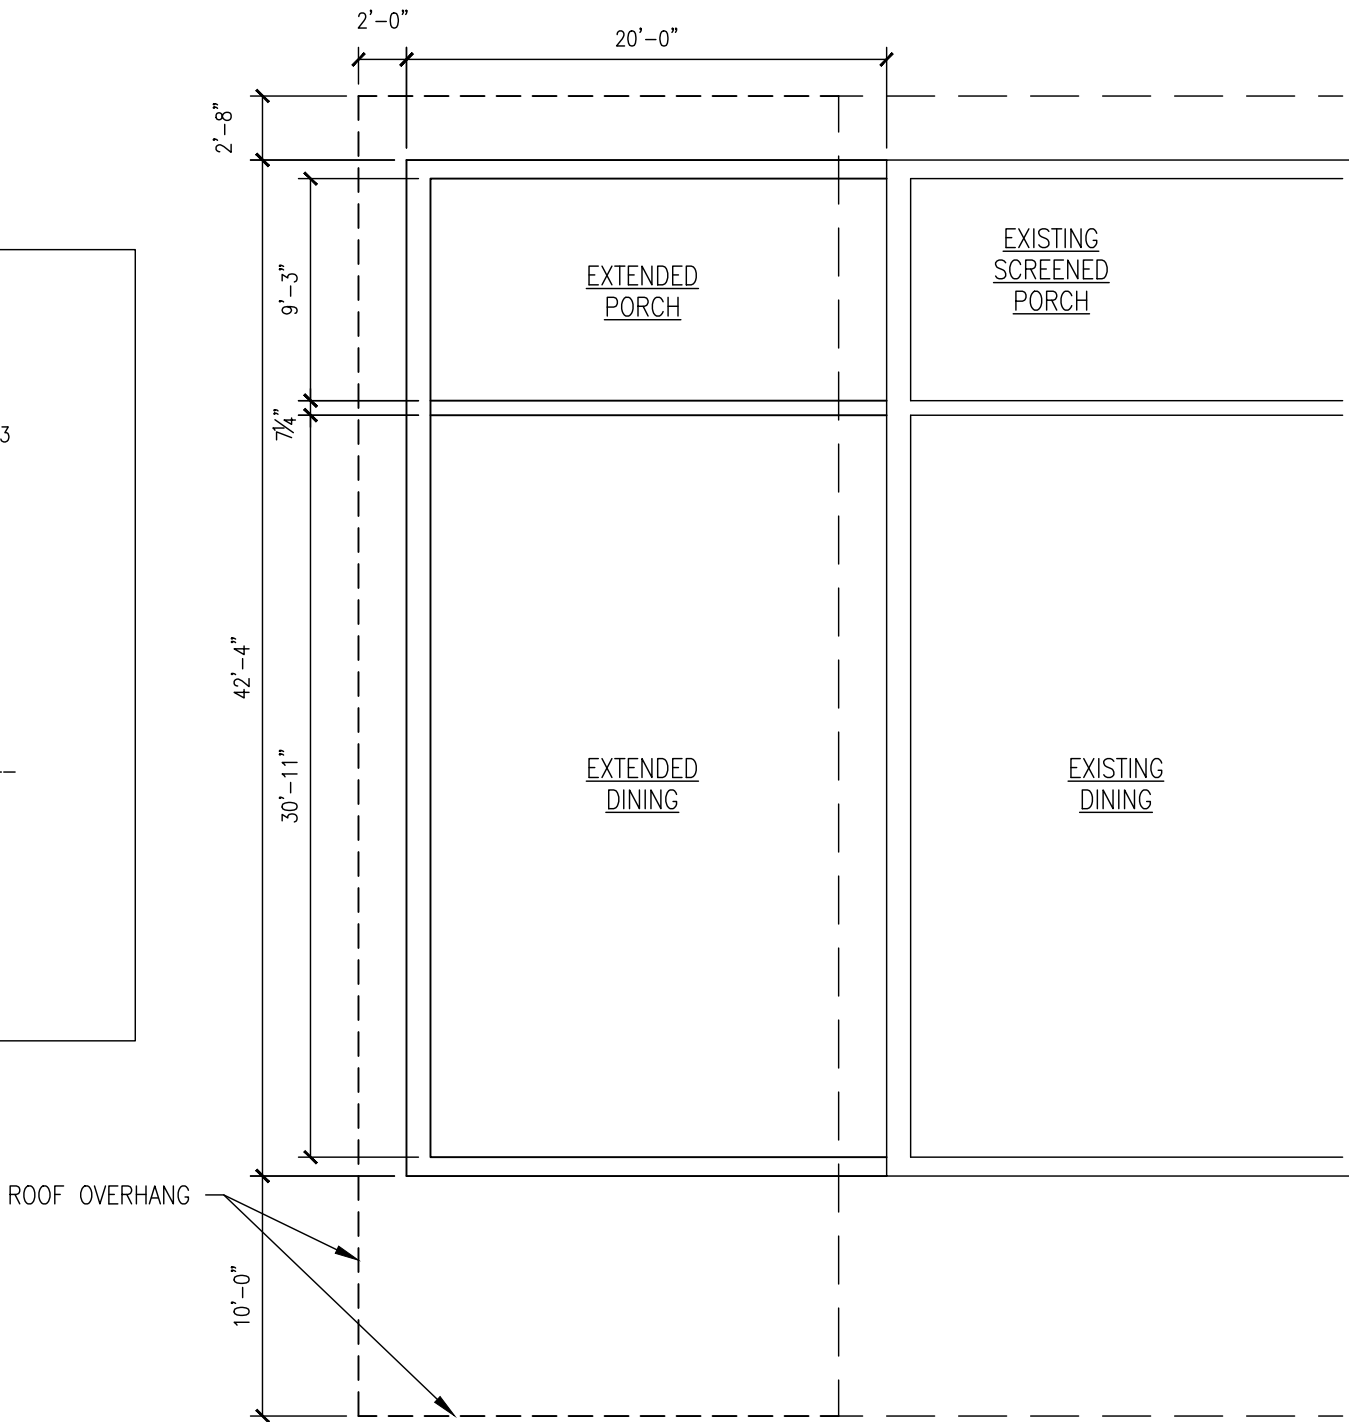 2'-0"
20'-0"
2'-8"
EXISTING
SCREENED
PORCH
EXTENDED
PORCH
9'-3"
7¼"
3
42'-4"
30'-11"
EXTENDED
DINING
EXISTING
DINING
ROOF OVERHANG
10'-0"